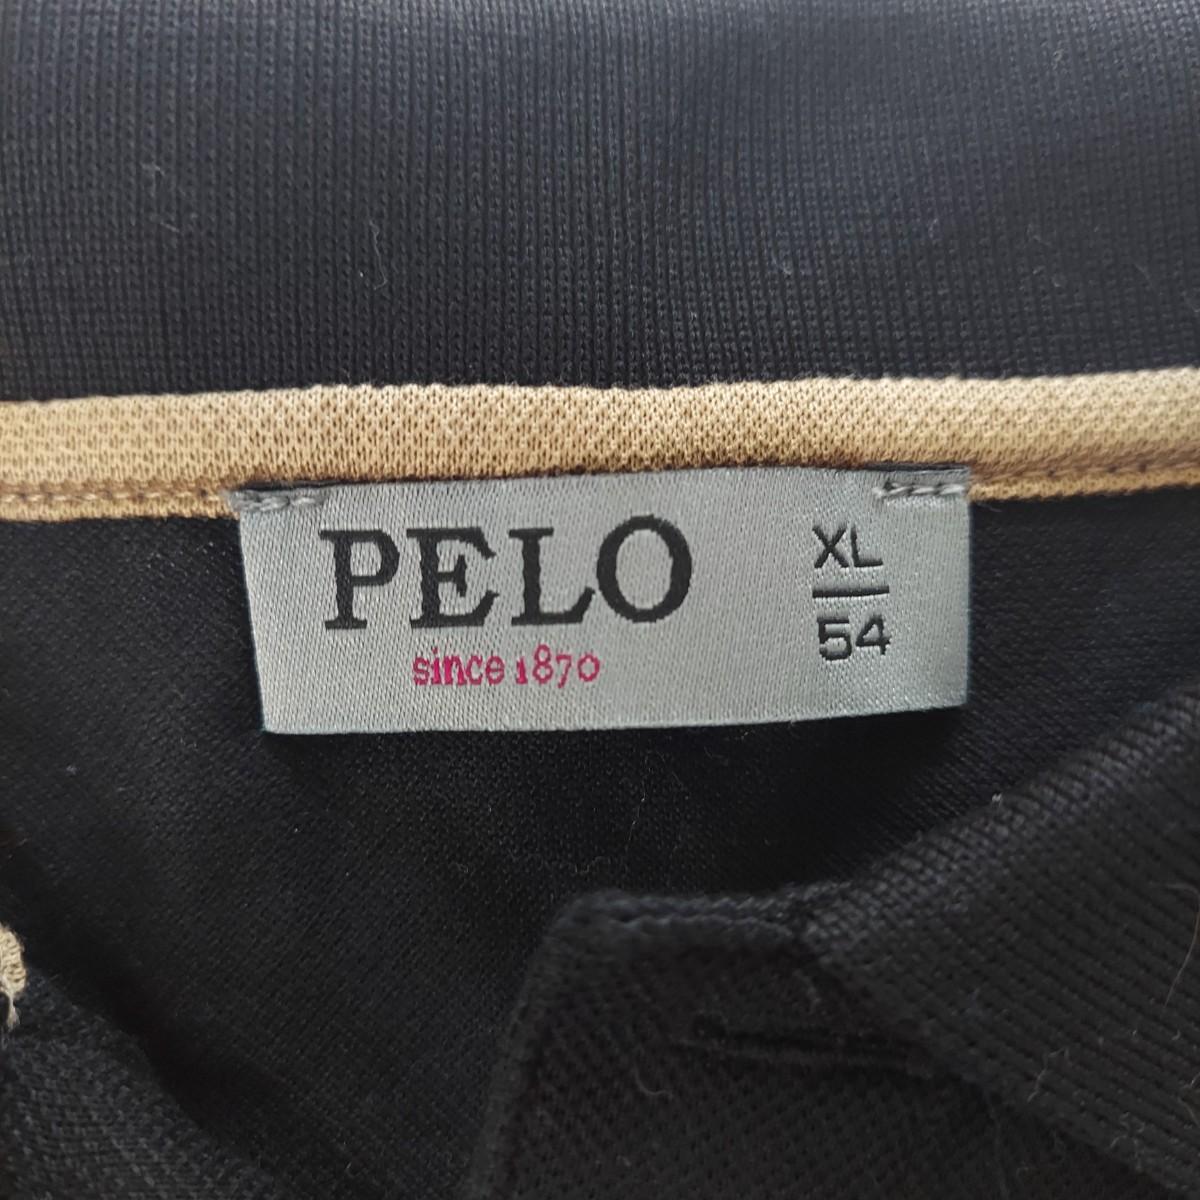 PELO
since 1870
XL
54